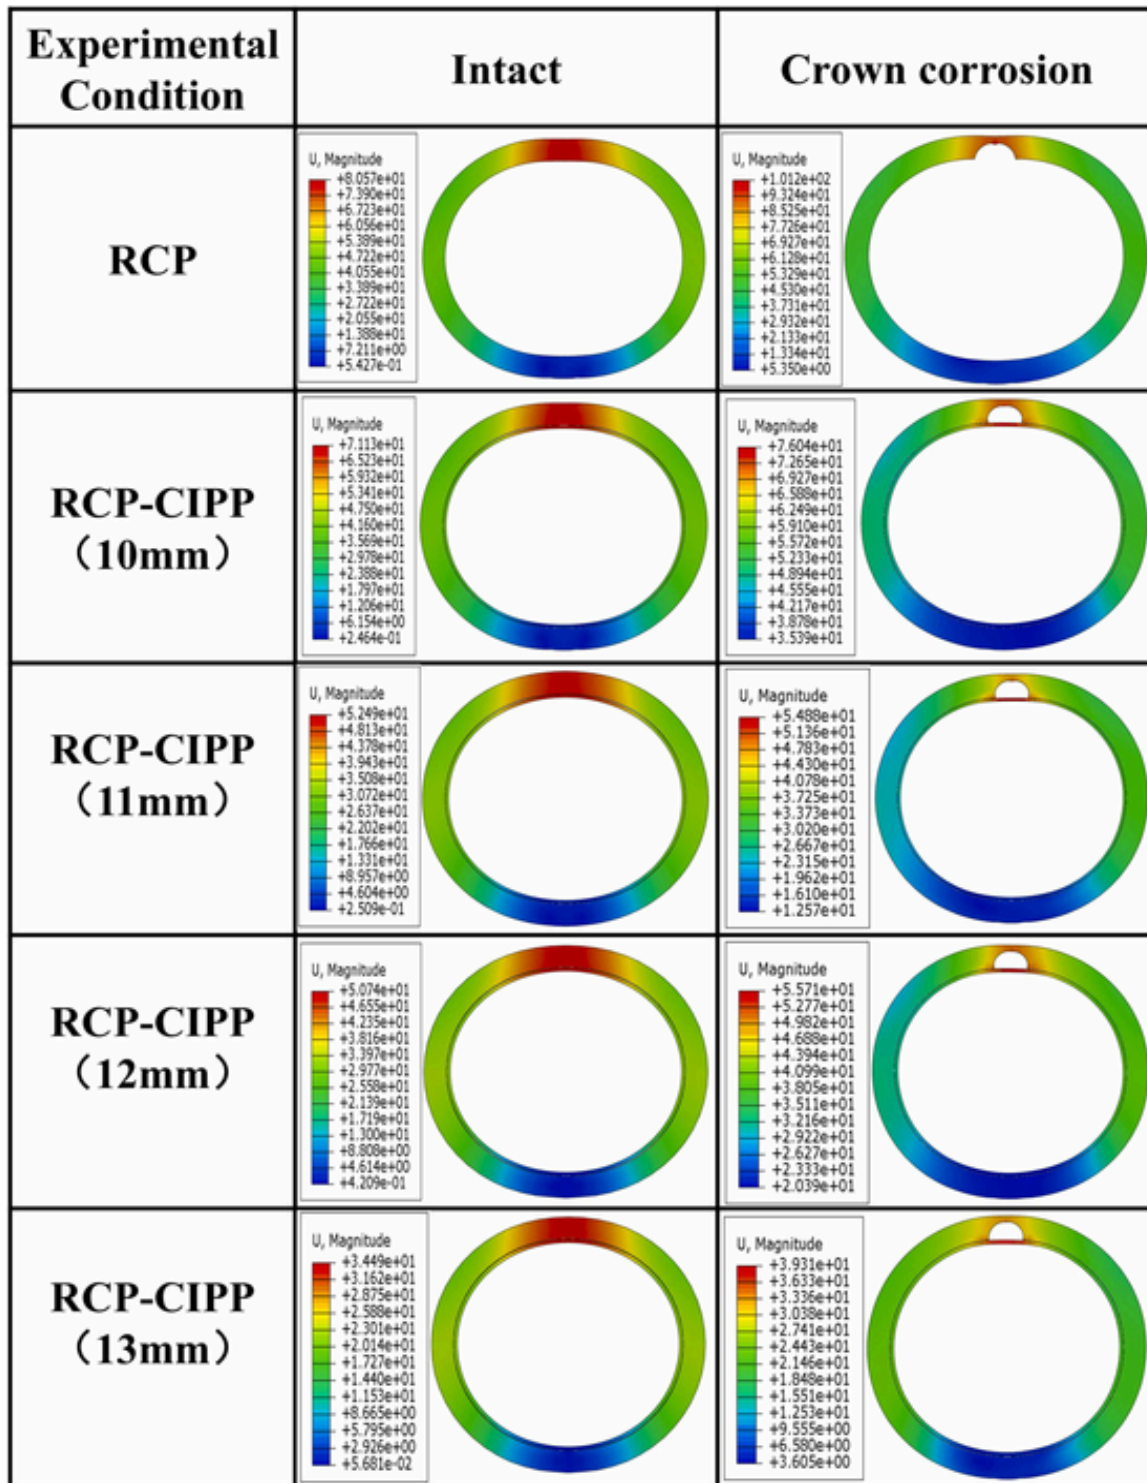 Experimental
Condition
Intact
Crown corrosion
RCP
U, Magnitude
+8.057e+01
+7.390e+01
+6.723e+01
+6.056e+01
+5.389e+01
+4.722e+01
+4.055e+01
+3.389e+01
+2.722e+01
+2.055e+01
+1.388e+01
+7.211e+00
+5.427e-01
U, Magnitude
+1.012e+02
+9.324e+01
+8.525e+01
+7.726e+01
+6.927e+01
+6.128e+01
+5.329e+01
+4.530e+01
+3.731e+01
+2.932e+01
+2.133e+01
+1.334e+01
+5.350e+00
RCP-CIPP
（10mm）
U, Magnitude
+7.113e+01
+6.523e+01
+5.932e+01
+5.341e+01
+4.750e+01
+4.160e+01
+3.569e+01
+2.978e+01
+2.388e+01
+1.797e+01
+1.206e+01
+6.154e+00
+2.464e-01
U, Magnitude
+7.604e+01
+7.265e+01
+6.927e+01
+6.588e+01
+6.249e+01
+5.910e+01
+5.572e+01
+5.233e+01
+4.894e+01
+4.555e+01
+4.217e+01
+3.878e+01
+3.539e+01
RCP-CIPP
（11mm）
U, Magnitude
+5.249e+01
+4.813e+01
+4.378e+01
+3.943e+01
+3.508e+01
+3.072e+01
+2.637e+01
+2.202e+01
+1.766e+01
+1.331e+01
+8.957e+00
+4.604e+00
+2.509e-01
U, Magnitude
+5.488e+01
+5.136e+01
+4.783e+01
+4.430e+01
+4.078e+01
+3.725e+01
+3.373e+01
+3.020e+01
+2.667e+01
+2.315e+01
+1.962e+01
+1.610e+01
+1.257e+01
RCP-CIPP
（12mm）
U, Magnitude
+5.074e+01
+4.655e+01
+4.235e+01
+3.816e+01
+3.397e+01
+2.977e+01
+2.558e+01
+2.139e+01
+1.719e+01
+1.300e+01
+8.808e+00
+4.614e+00
+4.209e-01
U, Magnitude
+5.571e+01
+5.277e+01
+4.982e+01
+4.688e+01
+4.394e+01
+4.099e+01
+3.805e+01
+3.511e+01
+3.216e+01
+2.922e+01
+2.627e+01
+2.333e+01
+2.039e+01
RCP-CIPP
（13mm）
U, Magnitude
+3.449e+01
+3.162e+01
+2.875e+01
+2.588e+01
+2.301e+01
+2.014e+01
+1.727e+01
+1.440e+01
+1.153e+01
+8.665e+00
+5.795e+00
+2.926e+00
+5.681e-02
U, Magnitude
+3.931e+01
+3.633e+01
+3.336e+01
+3.038e+01
+2.741e+01
+2.443e+01
+2.146e+01
+1.848e+01
+1.551e+01
+1.253e+01
+9.555e+00
+6.580e+00
+3.605e+00